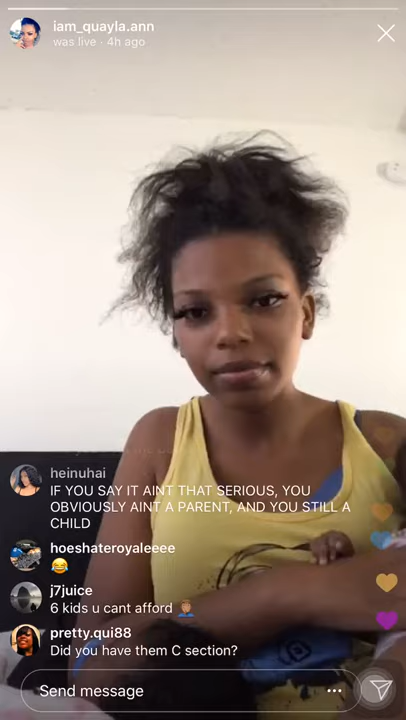 iam_quayla.ann
was live · 4h ago
heinuhai
IF YOU SAY IT AINT THAT SERIOUS, YOU
OBVIOUSLY AINT A PARENT, AND YOU STILL A
CHILD
hoeshateroyaleeee
😂
j7juice
6 kids u cant afford 🤦🏽‍♂️
pretty.qui88
Did you have them C section?
Send message